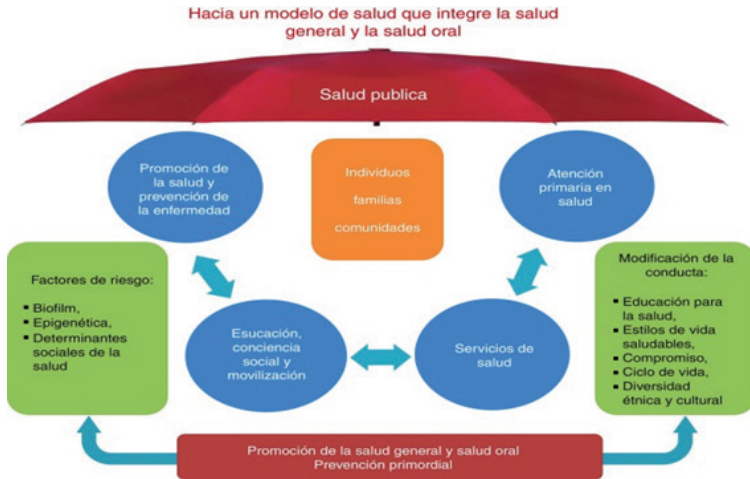 Hacia un modelo de salud que integre la salud
general y la salud oral
Salud publica
Promoción de
la salud y
prevención de
la enfermedad
Individuos
familias
comunidades
Atención
primaria en
salud
Factores de riesgo:
▪ Biofilm,
▪ Epigenética,
▪ Determinantes
sociales de la
salud
Esucación,
conciencia
social y
movilización
Servicios de
salud
Modificación de la
conducta:
▪ Educación para
la salud,
▪ Estilos de vida
saludables,
▪ Compromiso,
▪ Ciclo de vida,
▪ Diversidad
étnica y cultural
Promoción de la salud general y salud oral
Prevención primordial